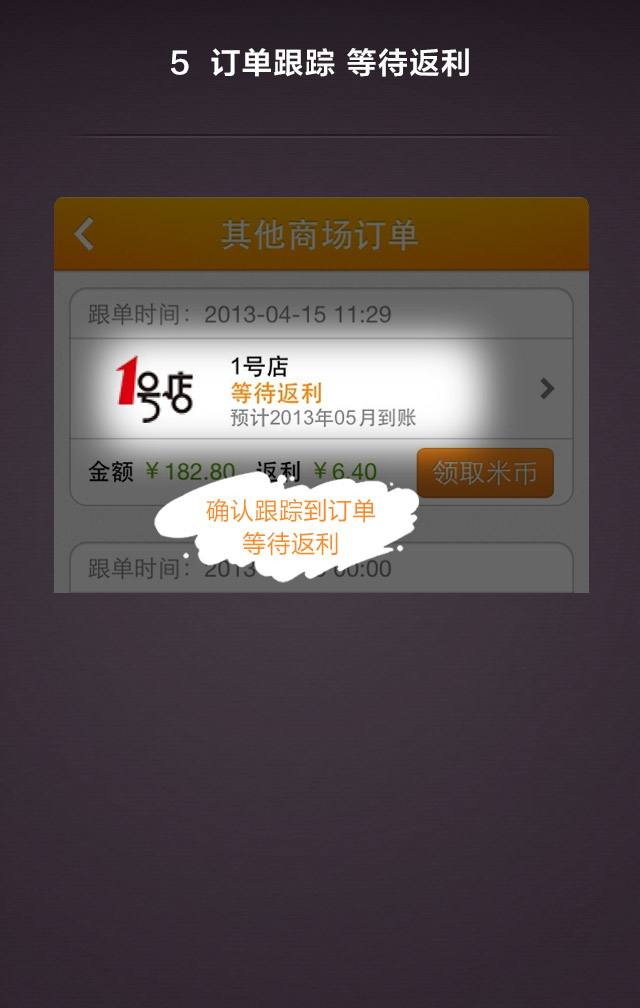 5 订单跟踪 等待返利
其他商场订单
跟单时间：2013-04-15 11:29
1号店
1号店
等待返利
预计2013年05月到账
金额 ￥182.80 返利 ￥6.40 领取米币
确认跟踪到订单
等待返利
跟单时间：2013 00:00